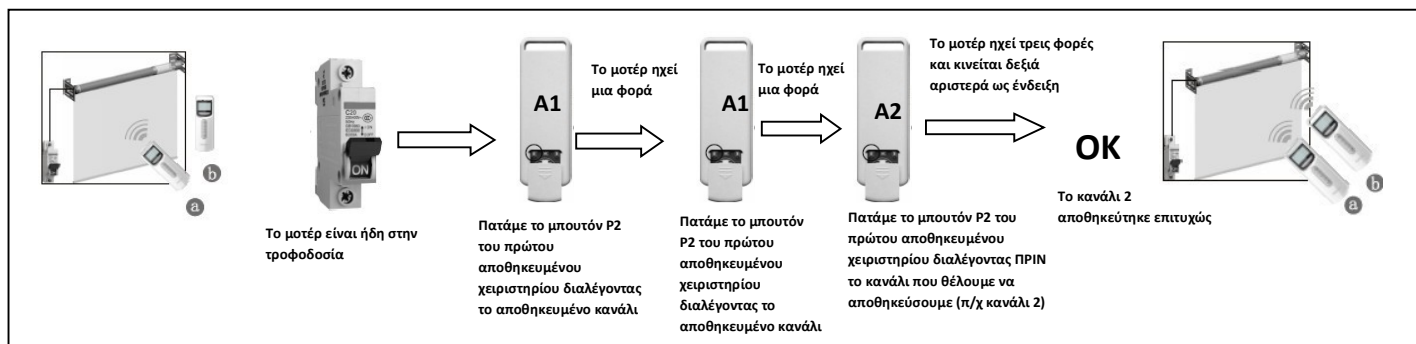 Το μοτέρ είναι ήδη στην
τροφοδοσία
C20
ON
A1
Πατάμε το μπουτόν P2
του πρώτου
αποθηκευμένου
χειριστηρίου διαλέγοντας
το αποθηκευμένο κανάλι
Το μοτέρ ηχεί
μια φορά
A1
Πατάμε το μπουτόν
P2 του πρώτου
αποθηκευμένου
χειριστηρίου
διαλέγοντας το
αποθηκευμένο κανάλι
Το μοτέρ ηχεί
μια φορά
A2
Πατάμε το μπουτόν P2 του
πρώτου αποθηκευμένου
χειριστηρίου διαλέγοντας ΠΡΙΝ
το κανάλι που θέλουμε να
αποθηκεύσουμε (π/χ κανάλι 2)
Το μοτέρ ηχεί τρεις φορές
και κινείται δεξιά
αριστερά ως ένδειξη
OK
Το κανάλι 2
αποθηκεύτηκε επιτυχώς
a
b
a
b